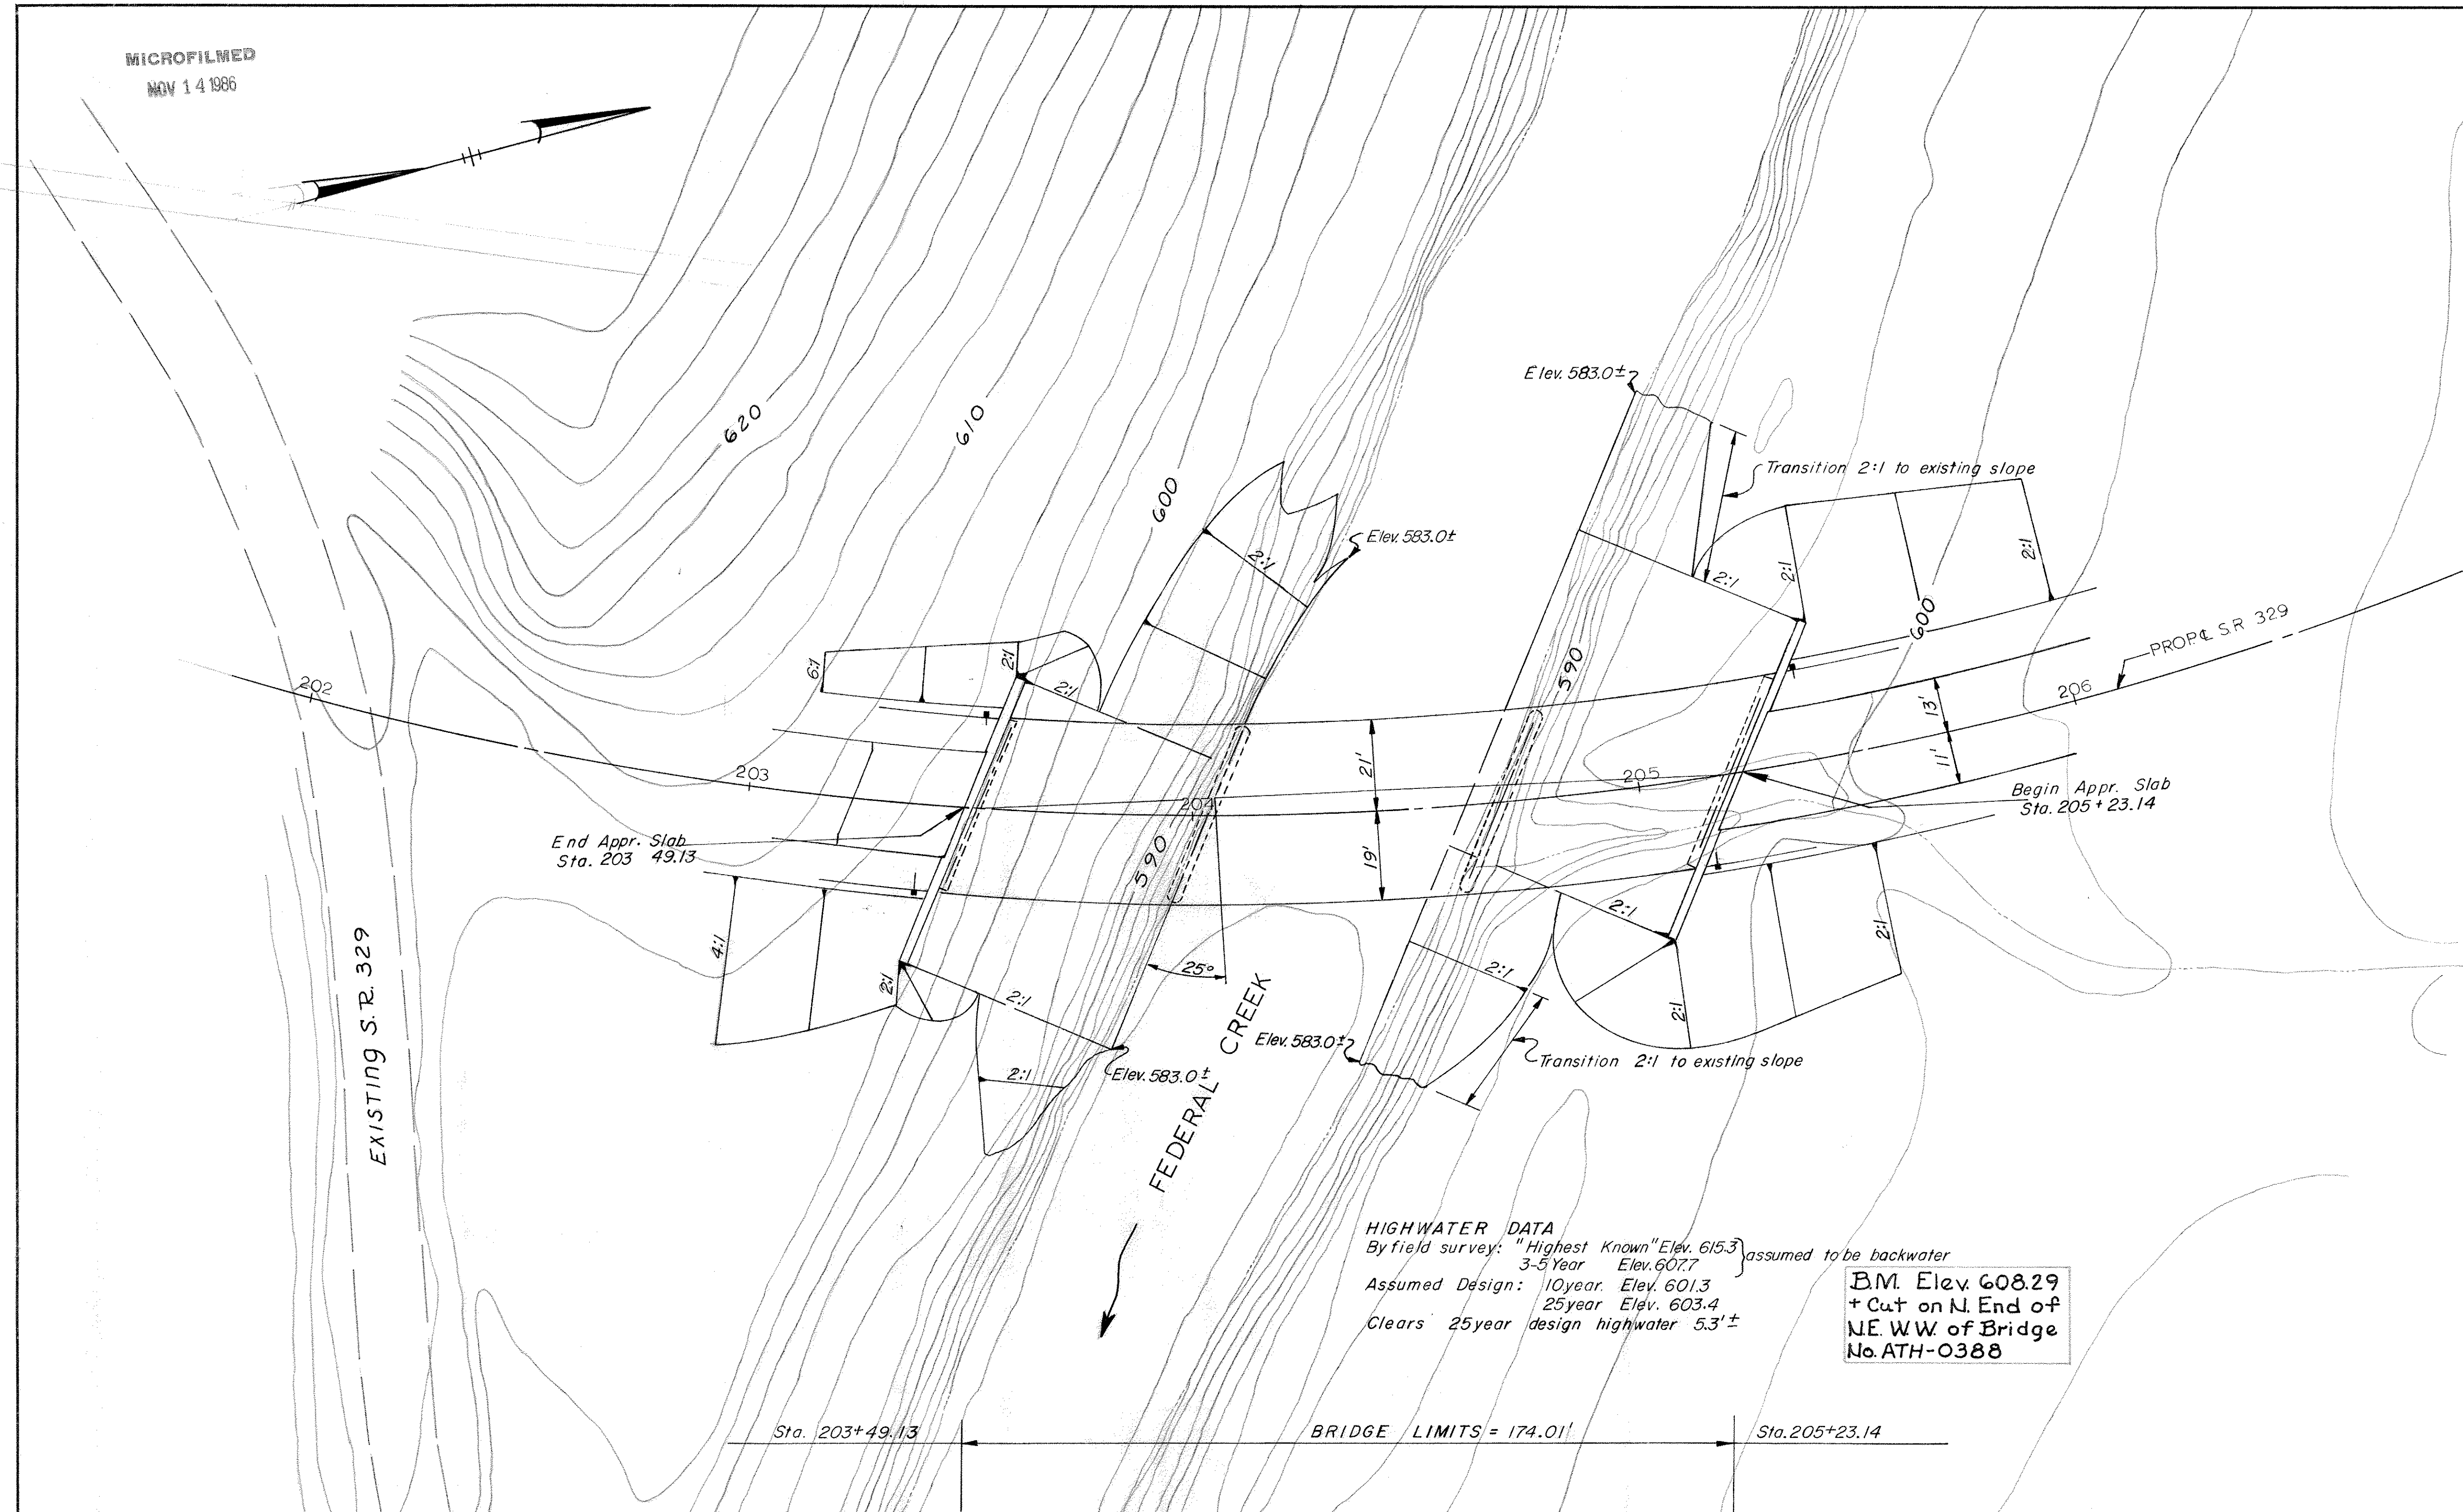 MICROFILMED
NOV 14 1986
620
610
600
Elev. 583.0±
Transition 2:1 to existing slope
Elev. 583.0±
2:1
2:1
2:1
2:1
600
PROP. ℄ S.R 329
6:1
2:1
2:1
590
202
203
204
205
206
21'
13'
11'
19'
End Appr. Slab
Sta. 203 49.13
Begin Appr. Slab
Sta. 205+23.14
590
4:1
2:1
2:1
25°
2:1
2:1
2:1
2:1
EXISTING S.R. 329
FEDERAL CREEK
Elev. 583.0±
Elev. 583.0±
2:1
Transition 2:1 to existing slope
HIGHWATER DATA
By field survey: "Highest Known" Elev. 615.3
3-5 Year Elev. 607.7
assumed to be backwater
Assumed Design: 10 year. Elev. 601.3
25 year Elev. 603.4
Clears 25 year design highwater 5.3'±
B.M. Elev. 608.29
+ Cut on N. End of
N.E. W.W. of Bridge
No. ATH-0388
Sta. 203+49.13
BRIDGE LIMITS = 174.01'
Sta. 205+23.14